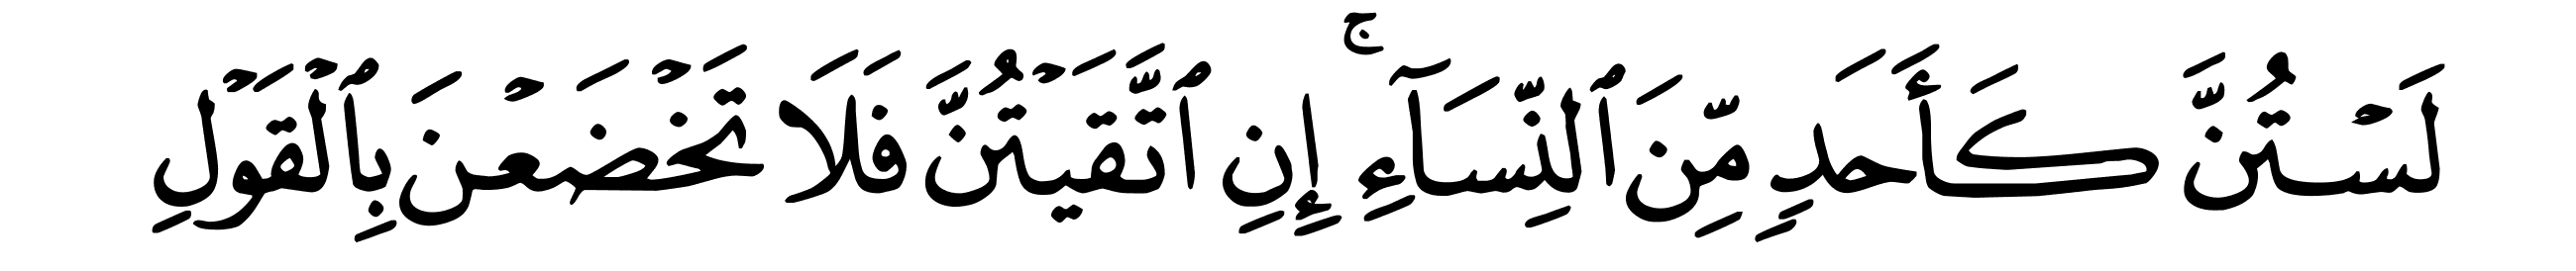 لَسْتُنَّ كَأَحَدٍ مِّنَ ٱلنِّسَآءِ ۚ إِنِ ٱتَّقَيْتُنَّ فَلَا تَخْضَعْنَ بِٱلْقَوْلِ